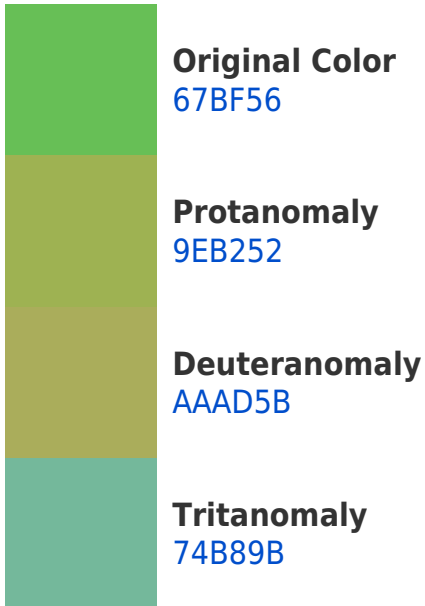 Original Color
67BF56
Protanomaly
9EB252
Deuteranomaly
AAAD5B
Tritanomaly
74B89B